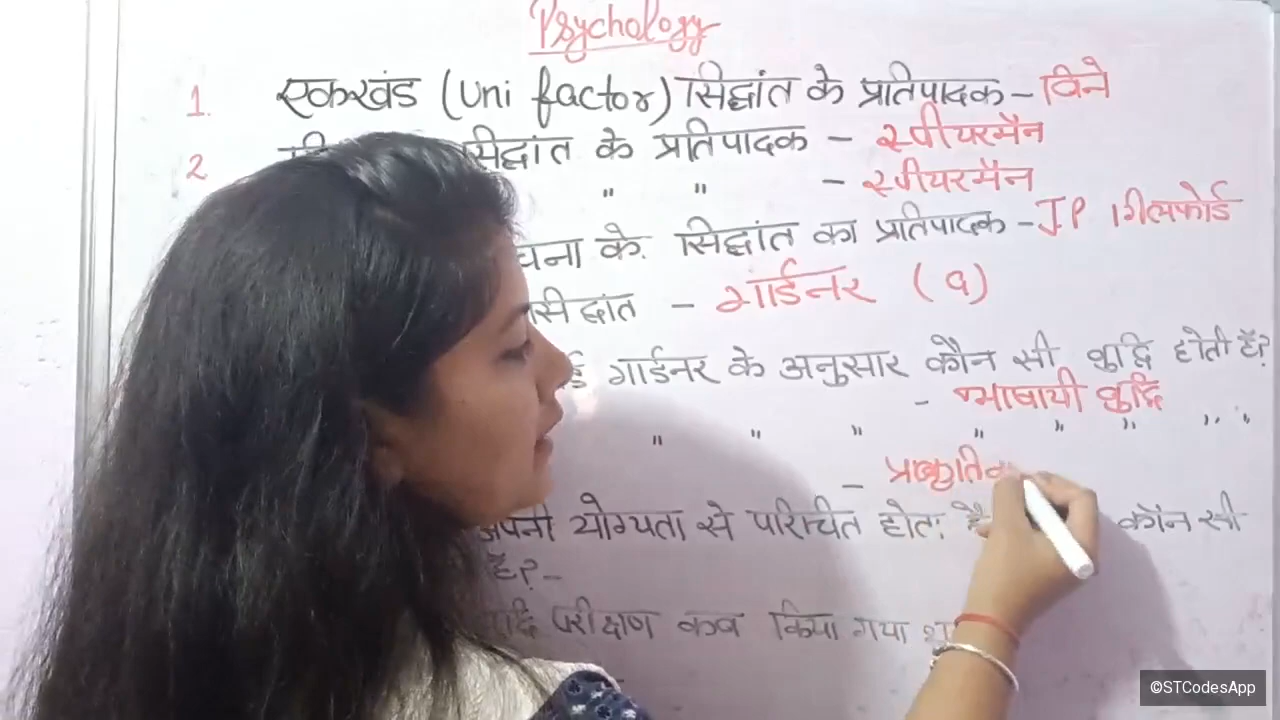 Psychology
1. एकखंड (Uni factor) सिद्धांत के प्रतिपादक – विने
2 सिद्धांत के प्रतिपादक – स्पीयरमैन
" " – स्पीयरमैन
चना के सिद्धांत का प्रतिपादक – JP गिलफोर्ड
सीद्धांत – गार्डनर (9)
गार्डनर के अनुसार कौन सी बुद्धि होती है?
– भाषायी बुद्धि
" " " " " " " "
–
अपनी योग्यता से परिचित होता है कौन सी
है? –
परीक्षण कब किया गया
©STCodesApp